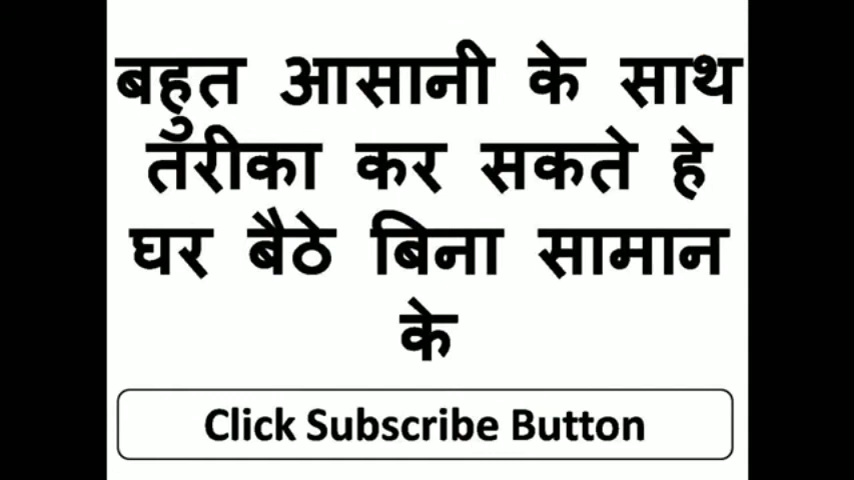 बहुत आसानी के साथ
तरीका कर सकते हे
घर बैठे बिना सामान
के
Click Subscribe Button